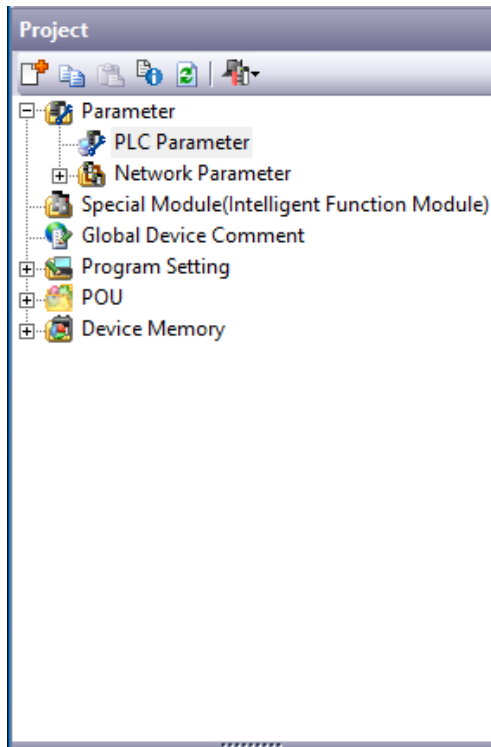 Project
Parameter
PLC Parameter
Network Parameter
Special Module(Intelligent Function Module)
Global Device Comment
Program Setting
POU
Device Memory